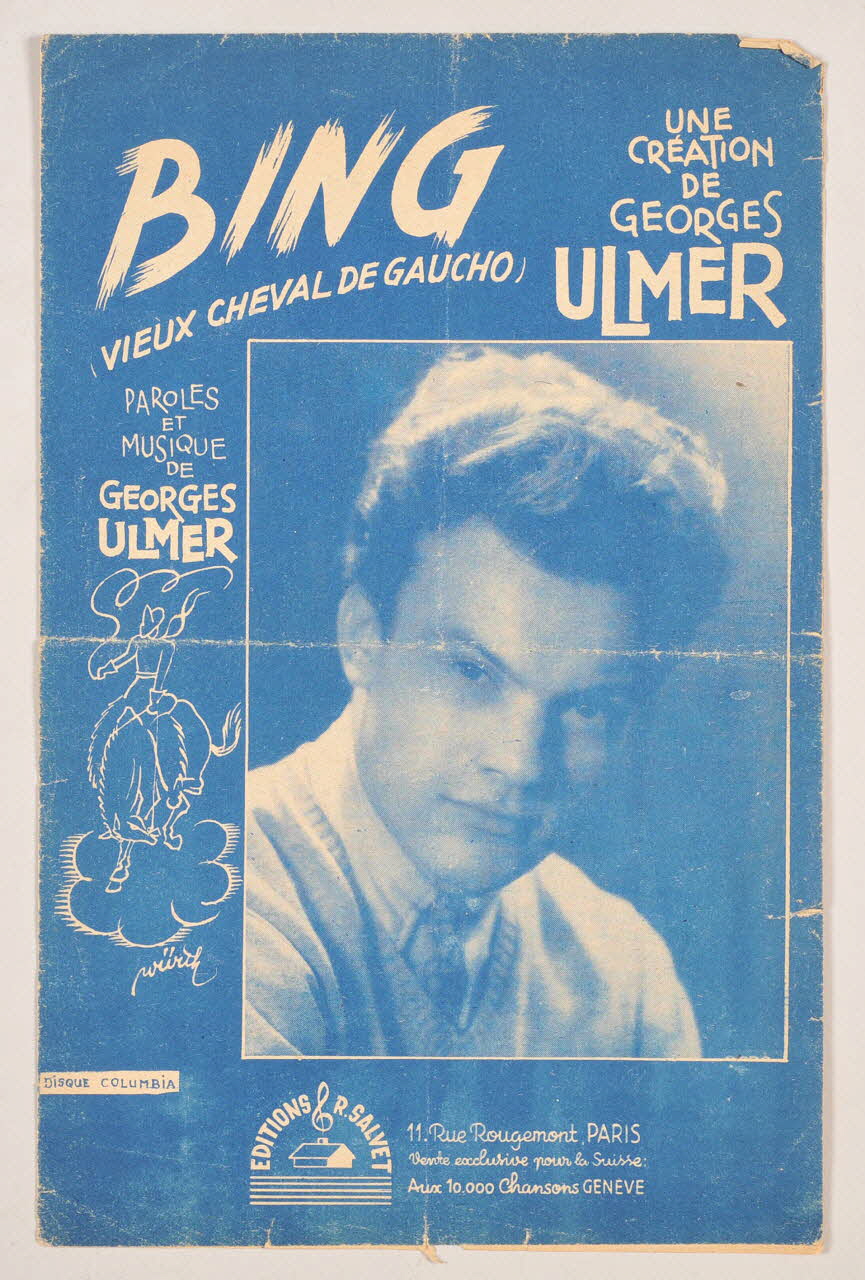 BING
(VIEUX CHEVAL DE GAUCHO)
UNE
CRÉATION
DE
GEORGES
ULMER
PAROLES
ET
MUSIQUE
DE
GEORGES
ULMER
würth
DISQUE COLUMBIA
EDITIONS R. SALVET
11. Rue Rougemont, PARIS
Vente exclusive pour la Suisse:
Aux 10.000 Chansons GENÈVE